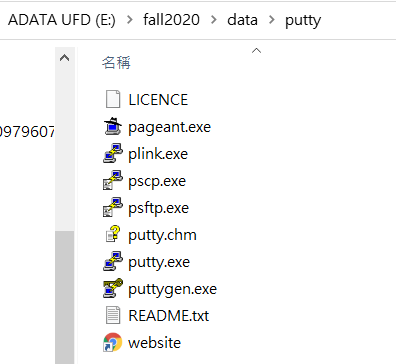 ADATA UFD (E:) > fall2020 > data > putty
名稱
0979607
LICENCE
pageant.exe
plink.exe
pscp.exe
psftp.exe
putty.chm
putty.exe
puttygen.exe
README.txt
website